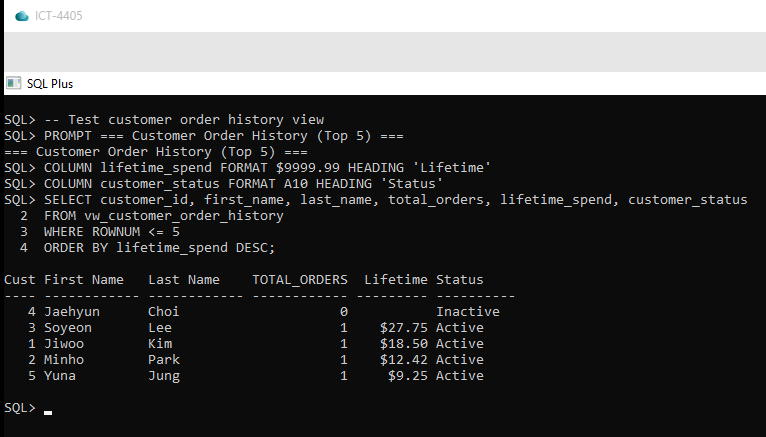 ICT-4405
SQL Plus
SQL> -- Test customer order history view
SQL> PROMPT === Customer Order History (Top 5) ===
=== Customer Order History (Top 5) ===
SQL> COLUMN lifetime_spend FORMAT $9999.99 HEADING 'Lifetime'
SQL> COLUMN customer_status FORMAT A10 HEADING 'Status'
SQL> SELECT customer_id, first_name, last_name, total_orders, lifetime_spend, customer_status
  2  FROM vw_customer_order_history
  3  WHERE ROWNUM <= 5
  4  ORDER BY lifetime_spend DESC;
Cust First Name   Last Name    TOTAL_ORDERS  Lifetime Status
---- ------------ ------------ ------------ --------- ----------
   4 Jaehyun      Choi                    0           Inactive
   3 Soyeon       Lee                     1    $27.75 Active
   1 Jiwoo        Kim                     1    $18.50 Active
   2 Minho        Park                    1    $12.42 Active
   5 Yuna         Jung                    1     $9.25 Active
SQL> _